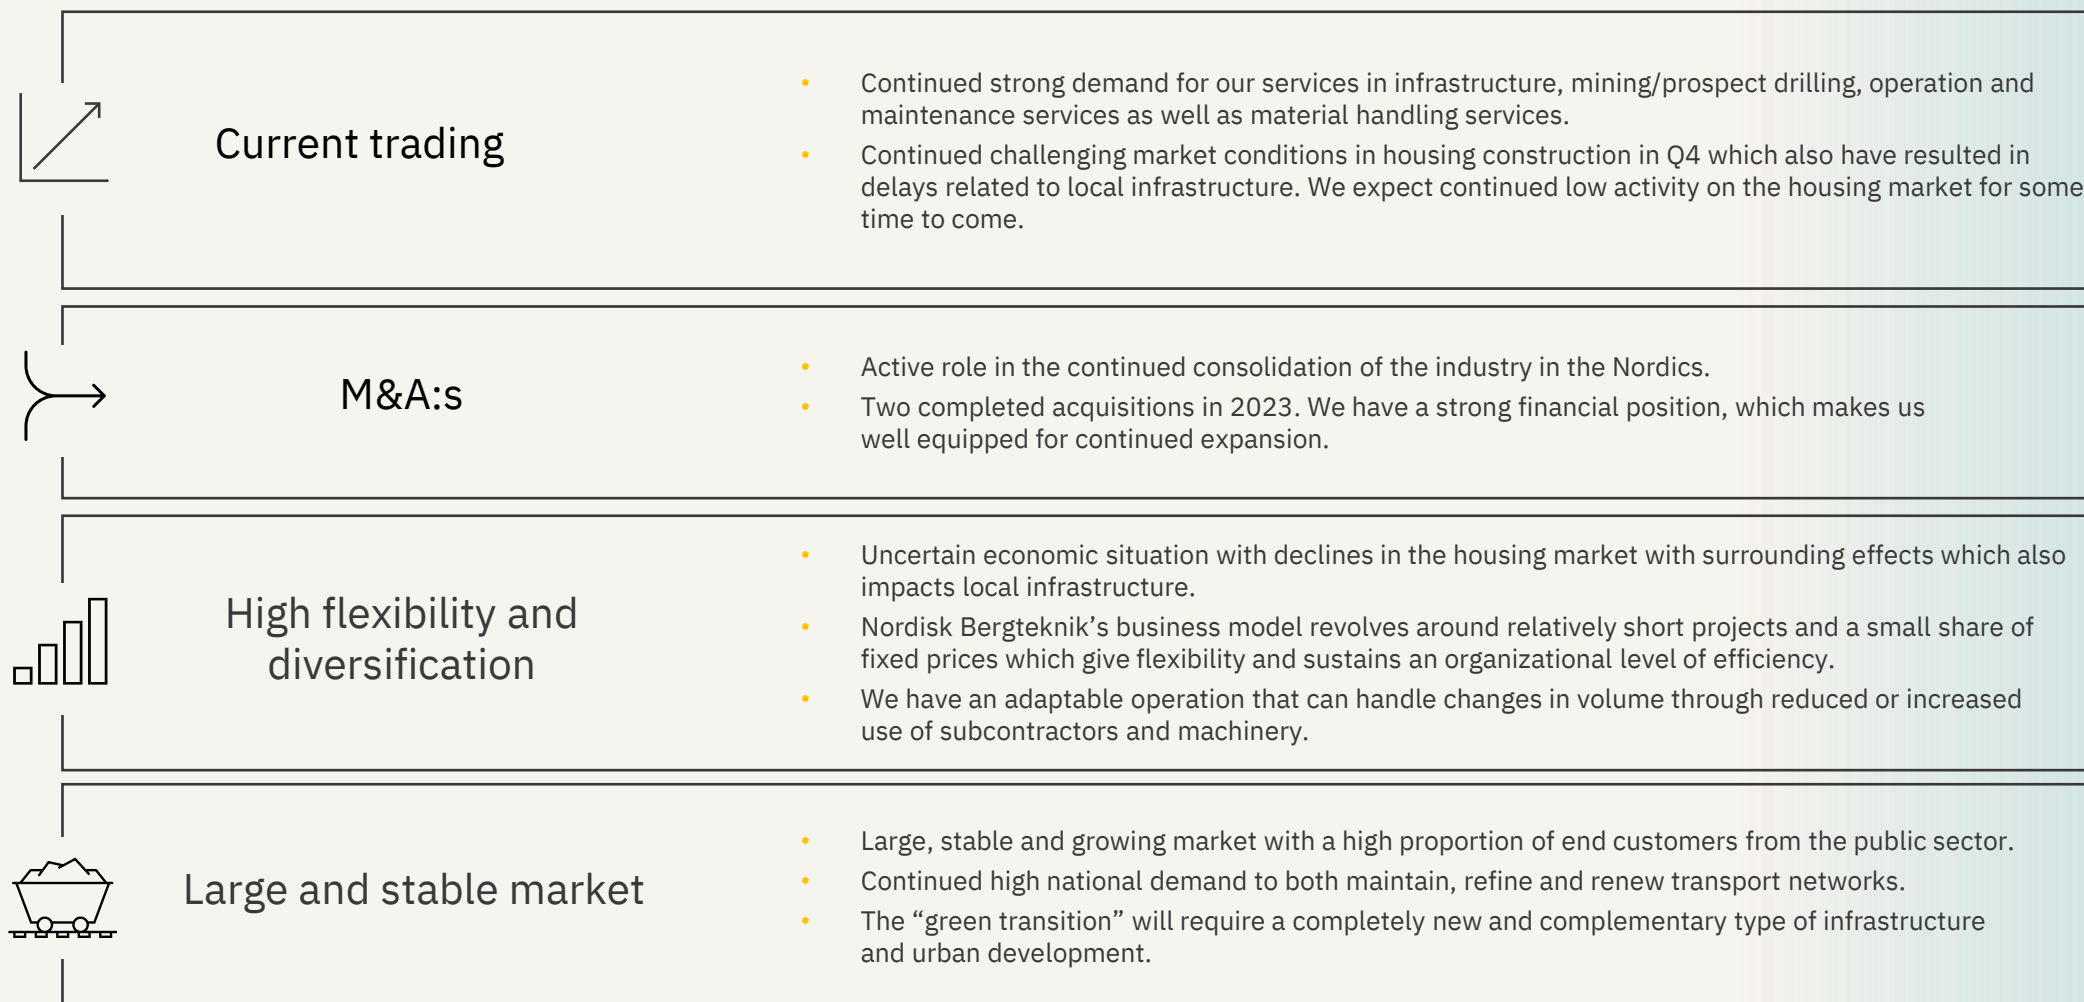 Current trading
• Continued strong demand for our services in infrastructure, mining/prospect drilling, operation and
maintenance services as well as material handling services.
• Continued challenging market conditions in housing construction in Q4 which also have resulted in
delays related to local infrastructure. We expect continued low activity on the housing market for some
time to come.
M&A:s
• Active role in the continued consolidation of the industry in the Nordics.
• Two completed acquisitions in 2023. We have a strong financial position, which makes us
well equipped for continued expansion.
High flexibility and
diversification
• Uncertain economic situation with declines in the housing market with surrounding effects which also
impacts local infrastructure.
• Nordisk Bergteknik’s business model revolves around relatively short projects and a small share of
fixed prices which give flexibility and sustains an organizational level of efficiency.
• We have an adaptable operation that can handle changes in volume through reduced or increased
use of subcontractors and machinery.
Large and stable market
• Large, stable and growing market with a high proportion of end customers from the public sector.
• Continued high national demand to both maintain, refine and renew transport networks.
• The “green transition” will require a completely new and complementary type of infrastructure
and urban development.